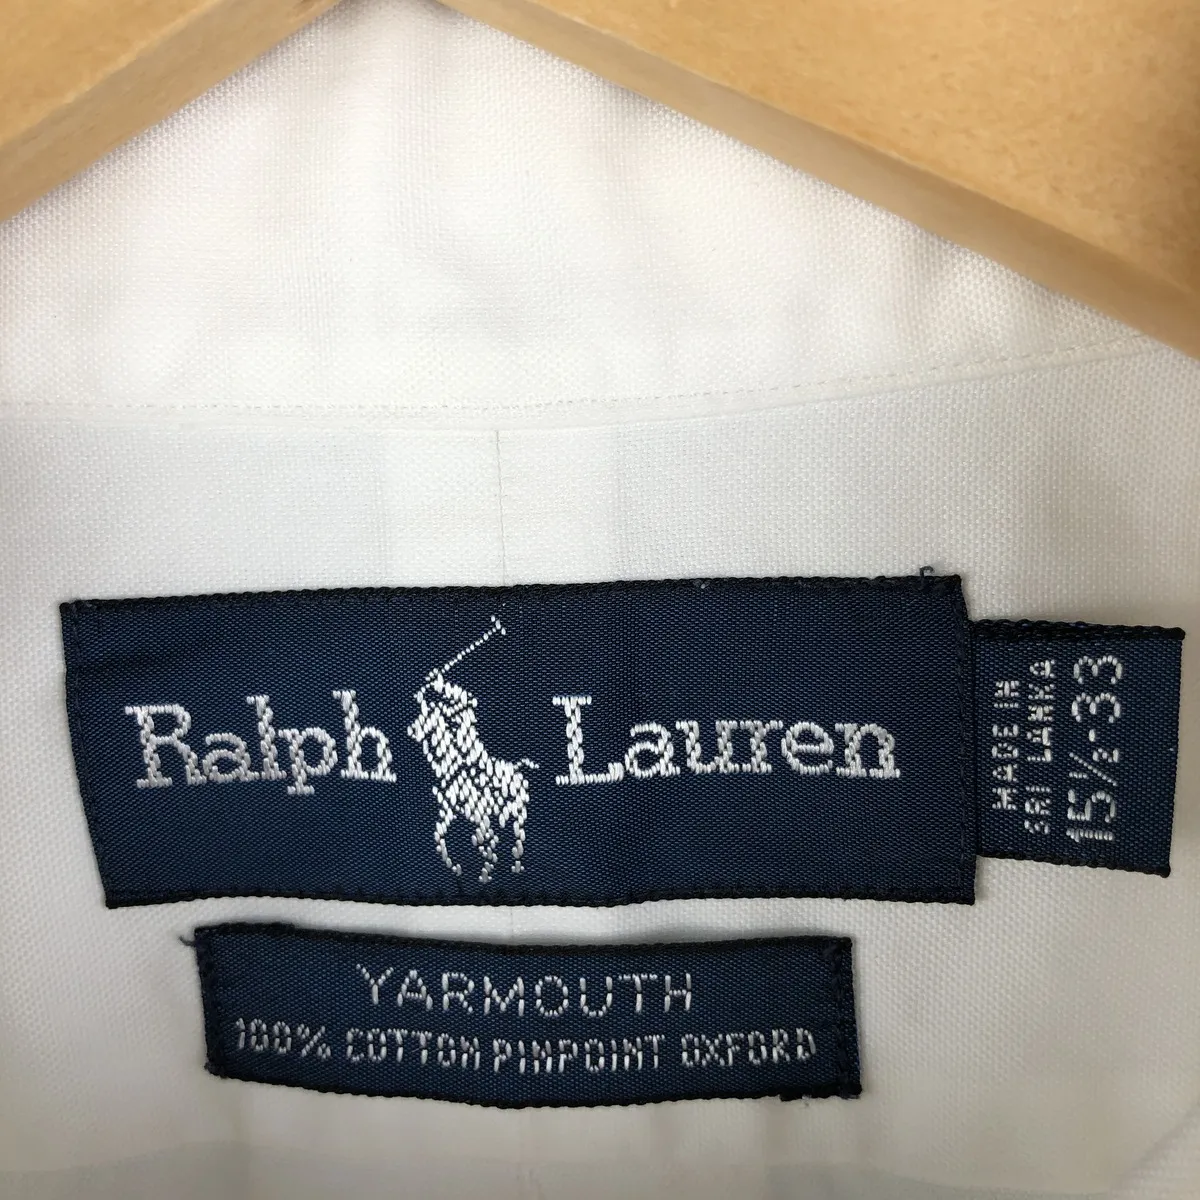 Ralph Lauren
MADE IN
SRI LANKA
15½-33
YARMOUTH
100% COTTON PINPOINT OXFORD